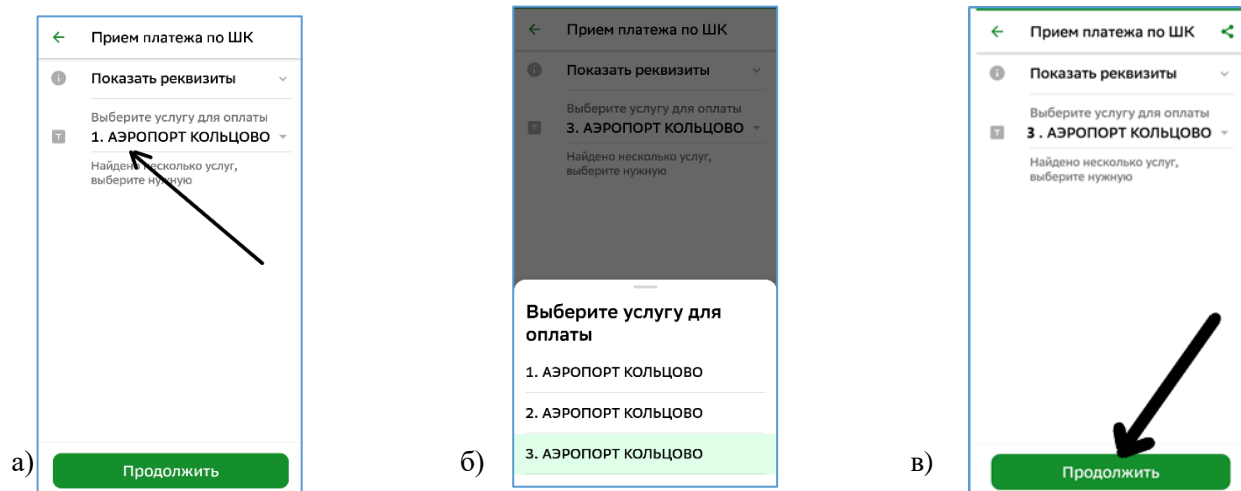 Прием платежа по ШК
Показать реквизиты
Выберите услугу для оплаты
1. АЭРОПОРТ КОЛЬЦОВО
Найдено несколько услуг,
выберите нужную
Продолжить
а)
Прием платежа по ШК
Показать реквизиты
Выберите услугу для оплаты
3. АЭРОПОРТ КОЛЬЦОВО
Найдено несколько услуг,
выберите нужную
Выберите услугу для
оплаты
1. АЭРОПОРТ КОЛЬЦОВО
2. АЭРОПОРТ КОЛЬЦОВО
3. АЭРОПОРТ КОЛЬЦОВО
б)
Прием платежа по ШК
Показать реквизиты
Выберите услугу для оплаты
3 . АЭРОПОРТ КОЛЬЦОВО
Найдено несколько услуг,
выберите нужную
Продолжить
в)